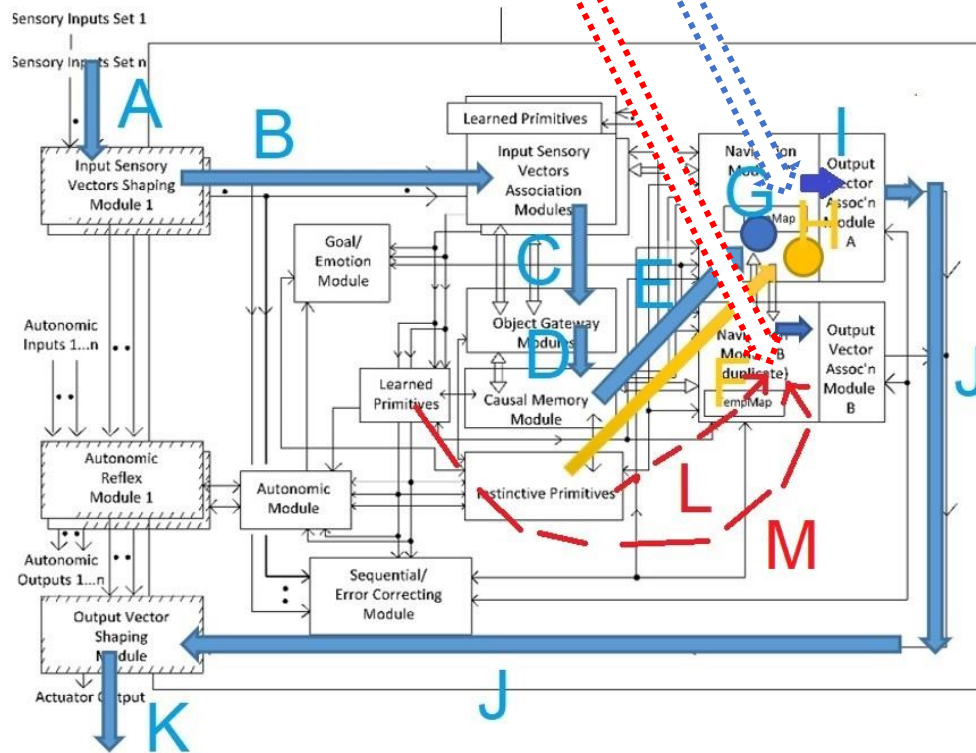 Sensory Inputs Set 1
Sensory Inputs Set n
A
B
Learned Primitives
Input Sensory
Vectors Shaping
Module 1
Input Sensory
Vectors
Association
Modules
I
Output
Vector
Assoc'n
Module
A
G
H
Goal/
Emotion
Module
C
E
Object Gateway
Modules
D
J
Output
Vector
Assoc'n
Module
B
B
duplicate)
F
TempMap
Autonomic
Inputs 1...n
Learned
Primitives
Causal Memory
Module
Autonomic
Reflex
Module 1
Autonomic
Module
Primitives
L
M
Autonomic
Outputs 1...n
Sequential/
Error Correcting
Module
Output Vector
Shaping
Module
Actuator Output
J
K